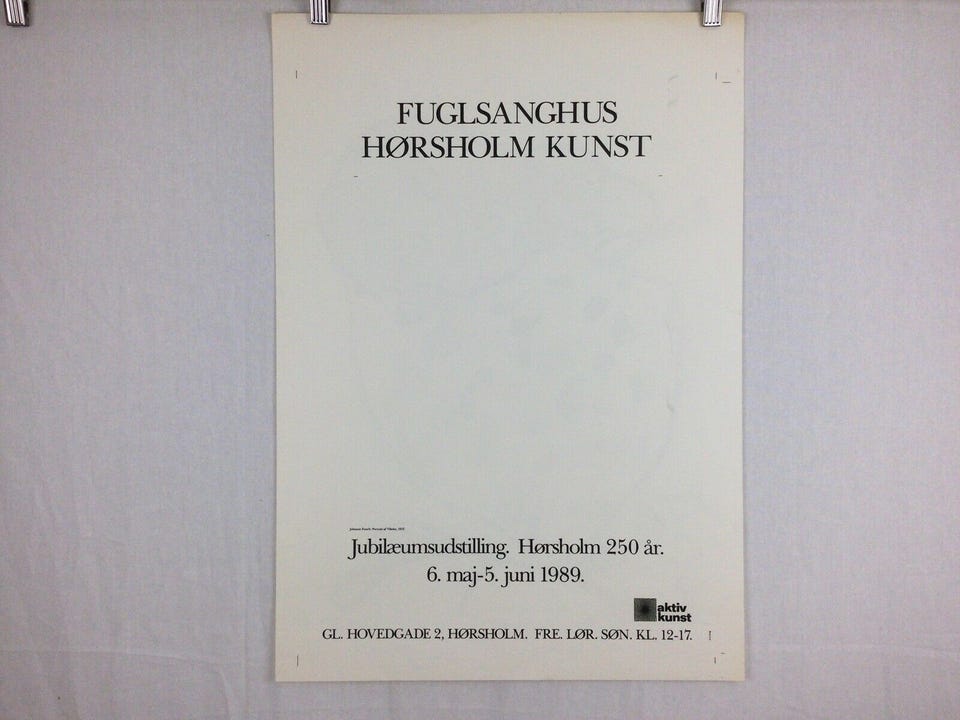 FUGLSANGHUS
HØRSHOLM KUNST
Jubilæumsudstilling. Hørsholm 250 år.
6. maj-5. juni 1989.
aktiv
kunst
GL. HOVEDGADE 2, HØRSHOLM. FRE. LØR. SØN. KL. 12-17.